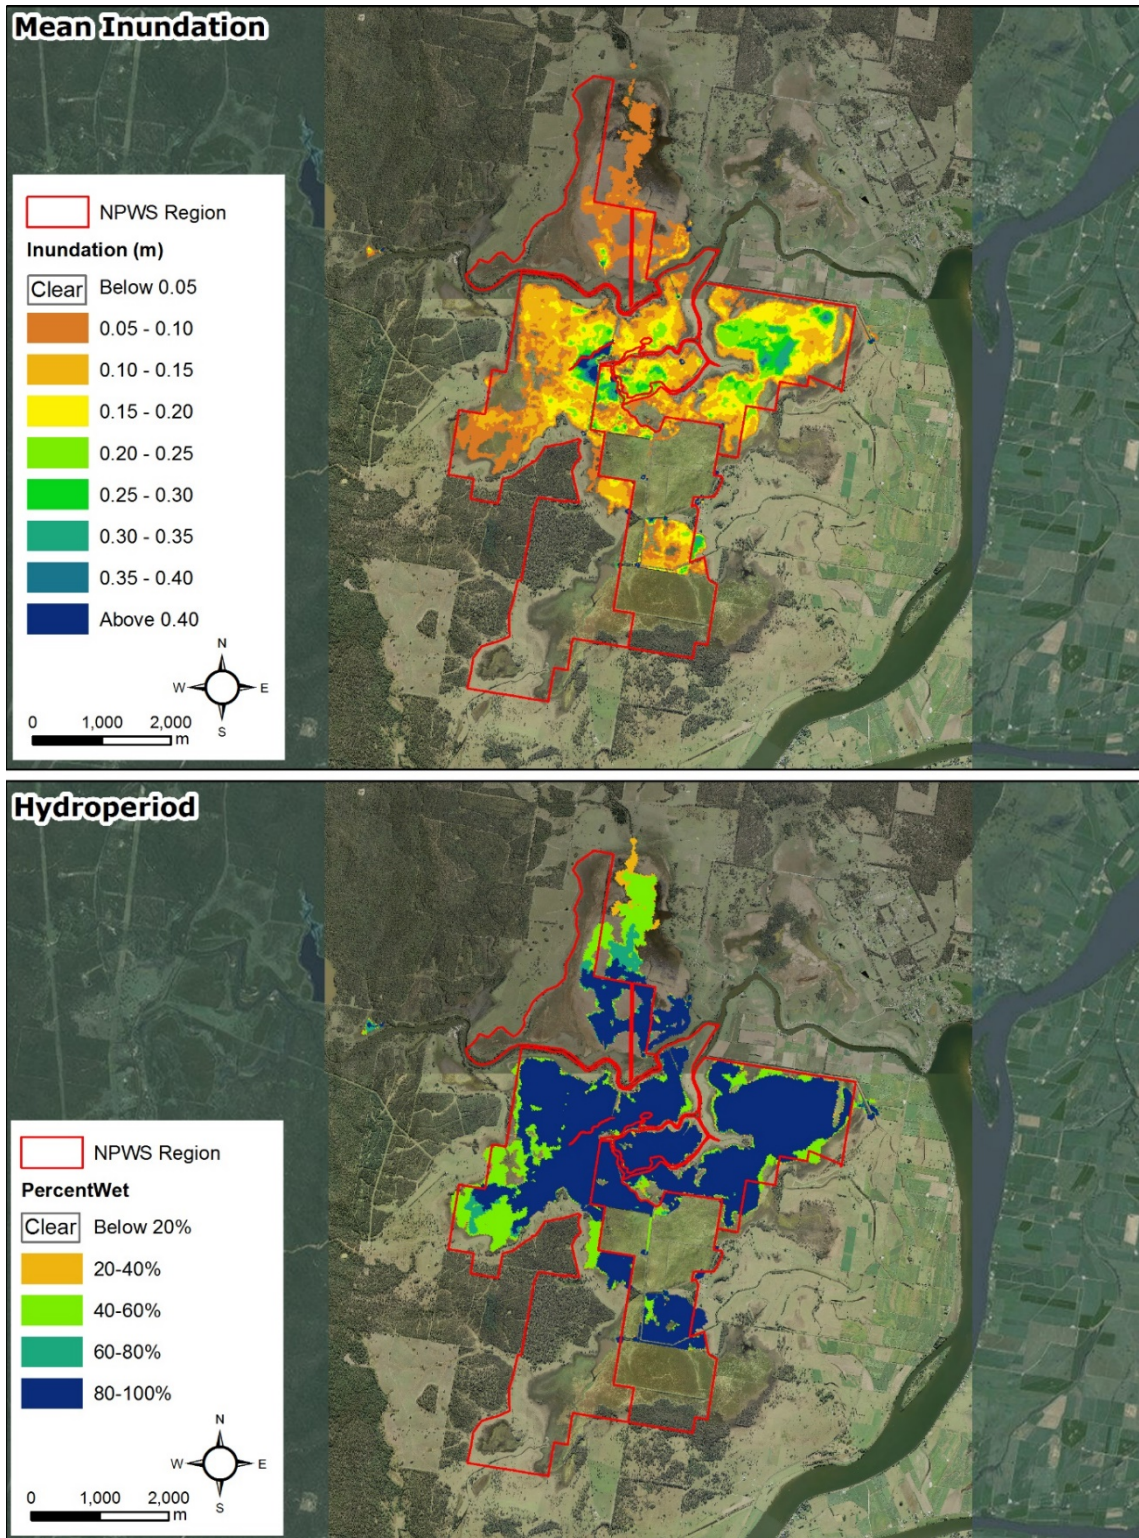 Mean Inundation
NPWS Region
Inundation (m)
Clear Below 0.05
0.05 - 0.10
0.10 - 0.15
0.15 - 0.20
0.20 - 0.25
0.25 - 0.30
0.30 - 0.35
0.35 - 0.40
Above 0.40
N
W E
S
0 1,000 2,000
m
Hydroperiod
NPWS Region
PercentWet
Clear Below 20%
20-40%
40-60%
60-80%
80-100%
N
W E
S
0 1,000 2,000
m